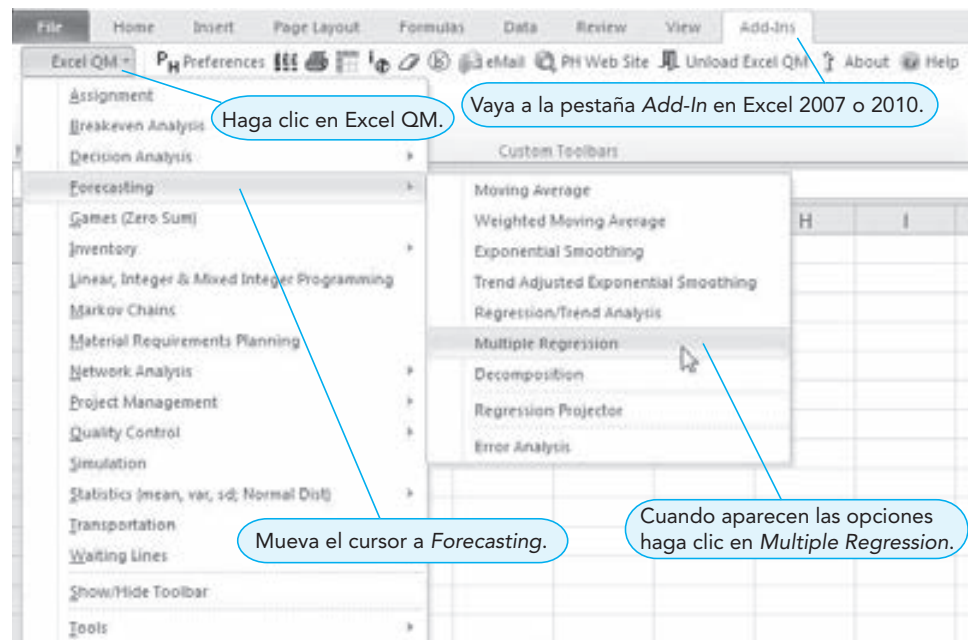 File Home Insert Page Layout Formulas Data Review View Add-Ins
Excel QM PH Preferences eMail PH Web Site Unload Excel QM About Help
Vaya a la pestaña Add-In en Excel 2007 o 2010.
Haga clic en Excel QM.
Custom Toolbars
Assignment
Breakeven Analysis
Decision Analysis
Forecasting
Games (Zero Sum)
Inventory
Linear, Integer & Mixed Integer Programming
Markov Chains
Material Requirements Planning
Network Analysis
Project Management
Quality Control
Simulation
Statistics (mean, var, sd; Normal Dist)
Transportation
Waiting Lines
Show/Hide Toolbar
Tools
Moving Average
Weighted Moving Average
Exponential Smoothing
Trend Adjusted Exponential Smoothing
Regression/Trend Analysis
Multiple Regression
Decomposition
Regression Projector
Error Analysis
H I
Mueva el cursor a Forecasting.
Cuando aparecen las opciones
haga clic en Multiple Regression.